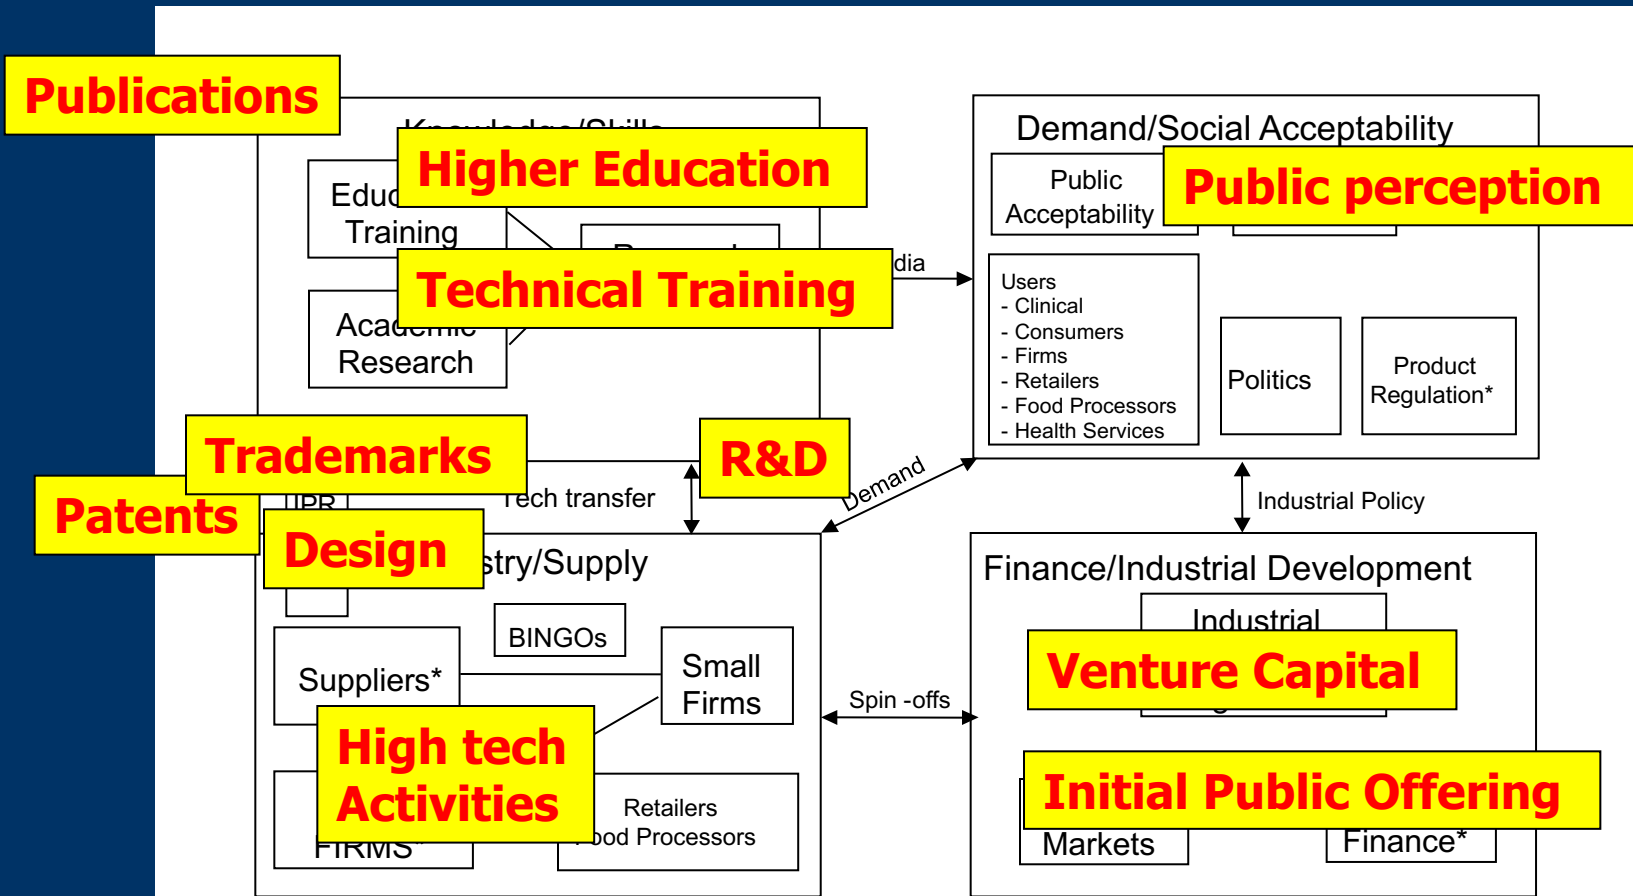 Publications
Higher Education
Training
Technical Training
Academic
Research
Demand/Social Acceptability
Public
Acceptability
Public perception
Users
- Clinical
- Consumers
- Firms
- Retailers
- Food Processors
- Health Services
Politics
Product
Regulation*
Trademarks
R&D
Patents
IPR
Tech transfer
Demand
Industrial Policy
Design
/Supply
BINGOs
Suppliers*
Small
Firms
High tech
Activities
FIRMS*
Retailers
Food Processors
Spin -offs
Finance/Industrial Development
Industrial
Venture Capital
Initial Public Offering
Markets
Finance*